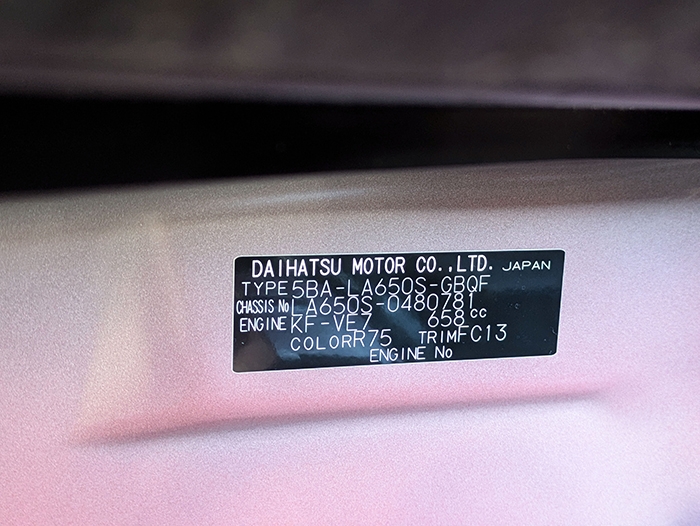 DAIHATSU MOTOR CO.,LTD. JAPAN
TYPE 5BA-LA650S-GBQF
CHASSIS No LA650S-0480781
ENGINE KF-VE7 658cc
COLOR R75 TRIM FC13
ENGINE No